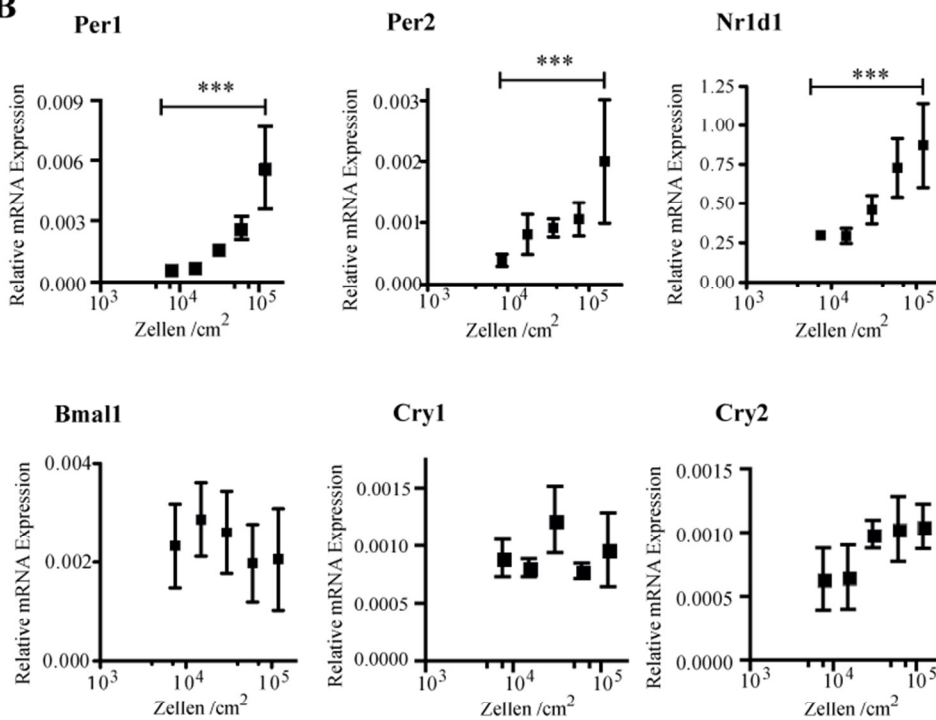 B
Per1
Per2
Nr1d1
***
***
***
Relative mRNA Expression
0.009
0.006
0.003
0.000
10³ 10⁴ 10⁵
Zellen /cm²
Relative mRNA Expression
0.003
0.002
0.001
0.000
10³ 10⁴ 10⁵
Zellen /cm²
Relative mRNA Expression
1.25
1.00
0.75
0.50
0.25
0.00
10³ 10⁴ 10⁵
Zellen /cm²
Bmal1
Cry1
Cry2
Relative mRNA Expression
0.004
0.002
0.000
10³ 10⁴ 10⁵
Zellen /cm²
Relative mRNA Expression
0.0015
0.0010
0.0005
0.0000
10³ 10⁴ 10⁵
Zellen /cm²
Relative mRNA Expression
0.0015
0.0010
0.0005
0.0000
10³ 10⁴ 10⁵
Zellen /cm²